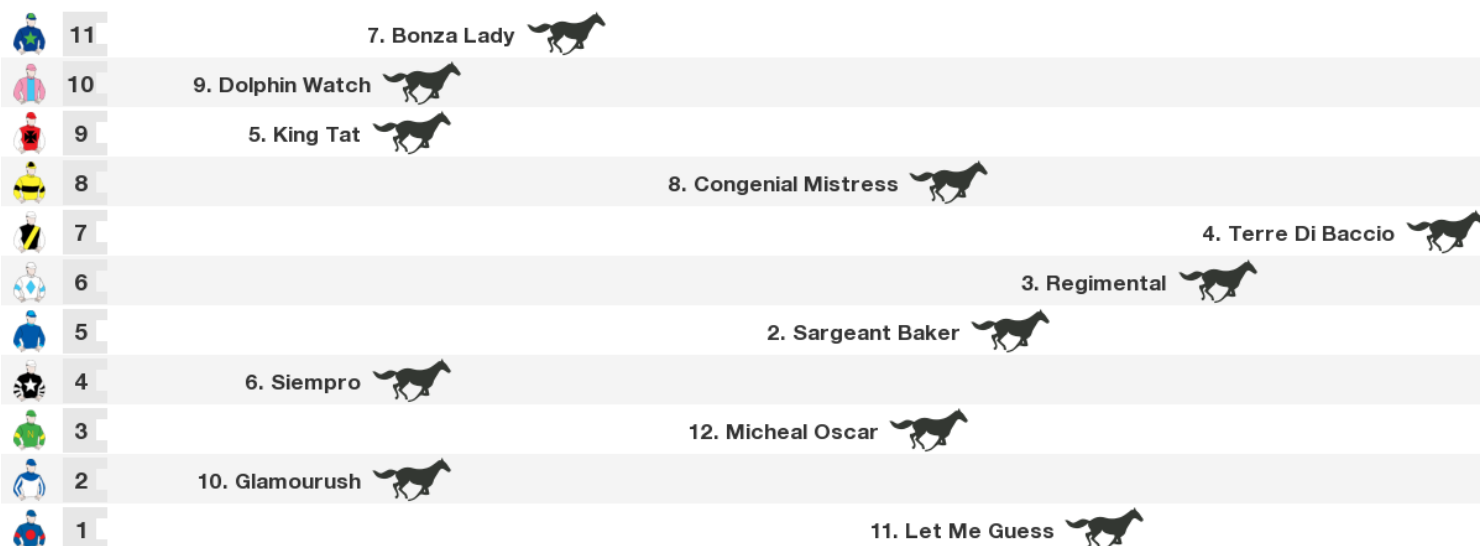 11 7. Bonza Lady
10 9. Dolphin Watch
9 5. King Tat
8 8. Congenial Mistress
7 4. Terre Di Baccio
6 3. Regimental
5 2. Sargeant Baker
4 6. Siempro
3 12. Micheal Oscar
N
2 10. Glamourush
1 11. Let Me Guess